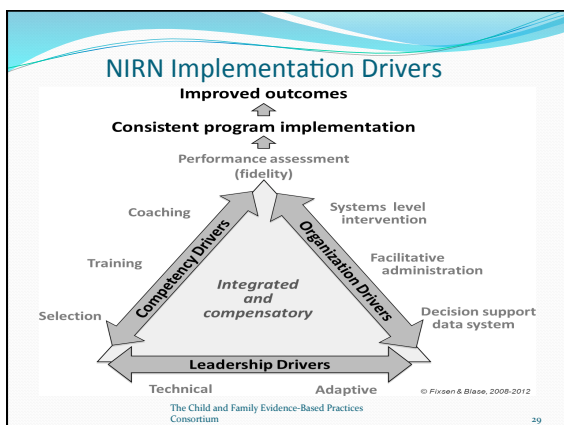 NIRN Implementation Drivers
Improved outcomes
Consistent program implementation
Performance assessment
(fidelity)
Coaching
Training
Selection
Competency Drivers
Integrated
and
compensatory
Organization Drivers
Systems level
intervention
Facilitative
administration
Decision support
data system
Leadership Drivers
Technical
Adaptive
© Fixsen & Blase, 2008-2012
The Child and Family Evidence-Based Practices
Consortium
29